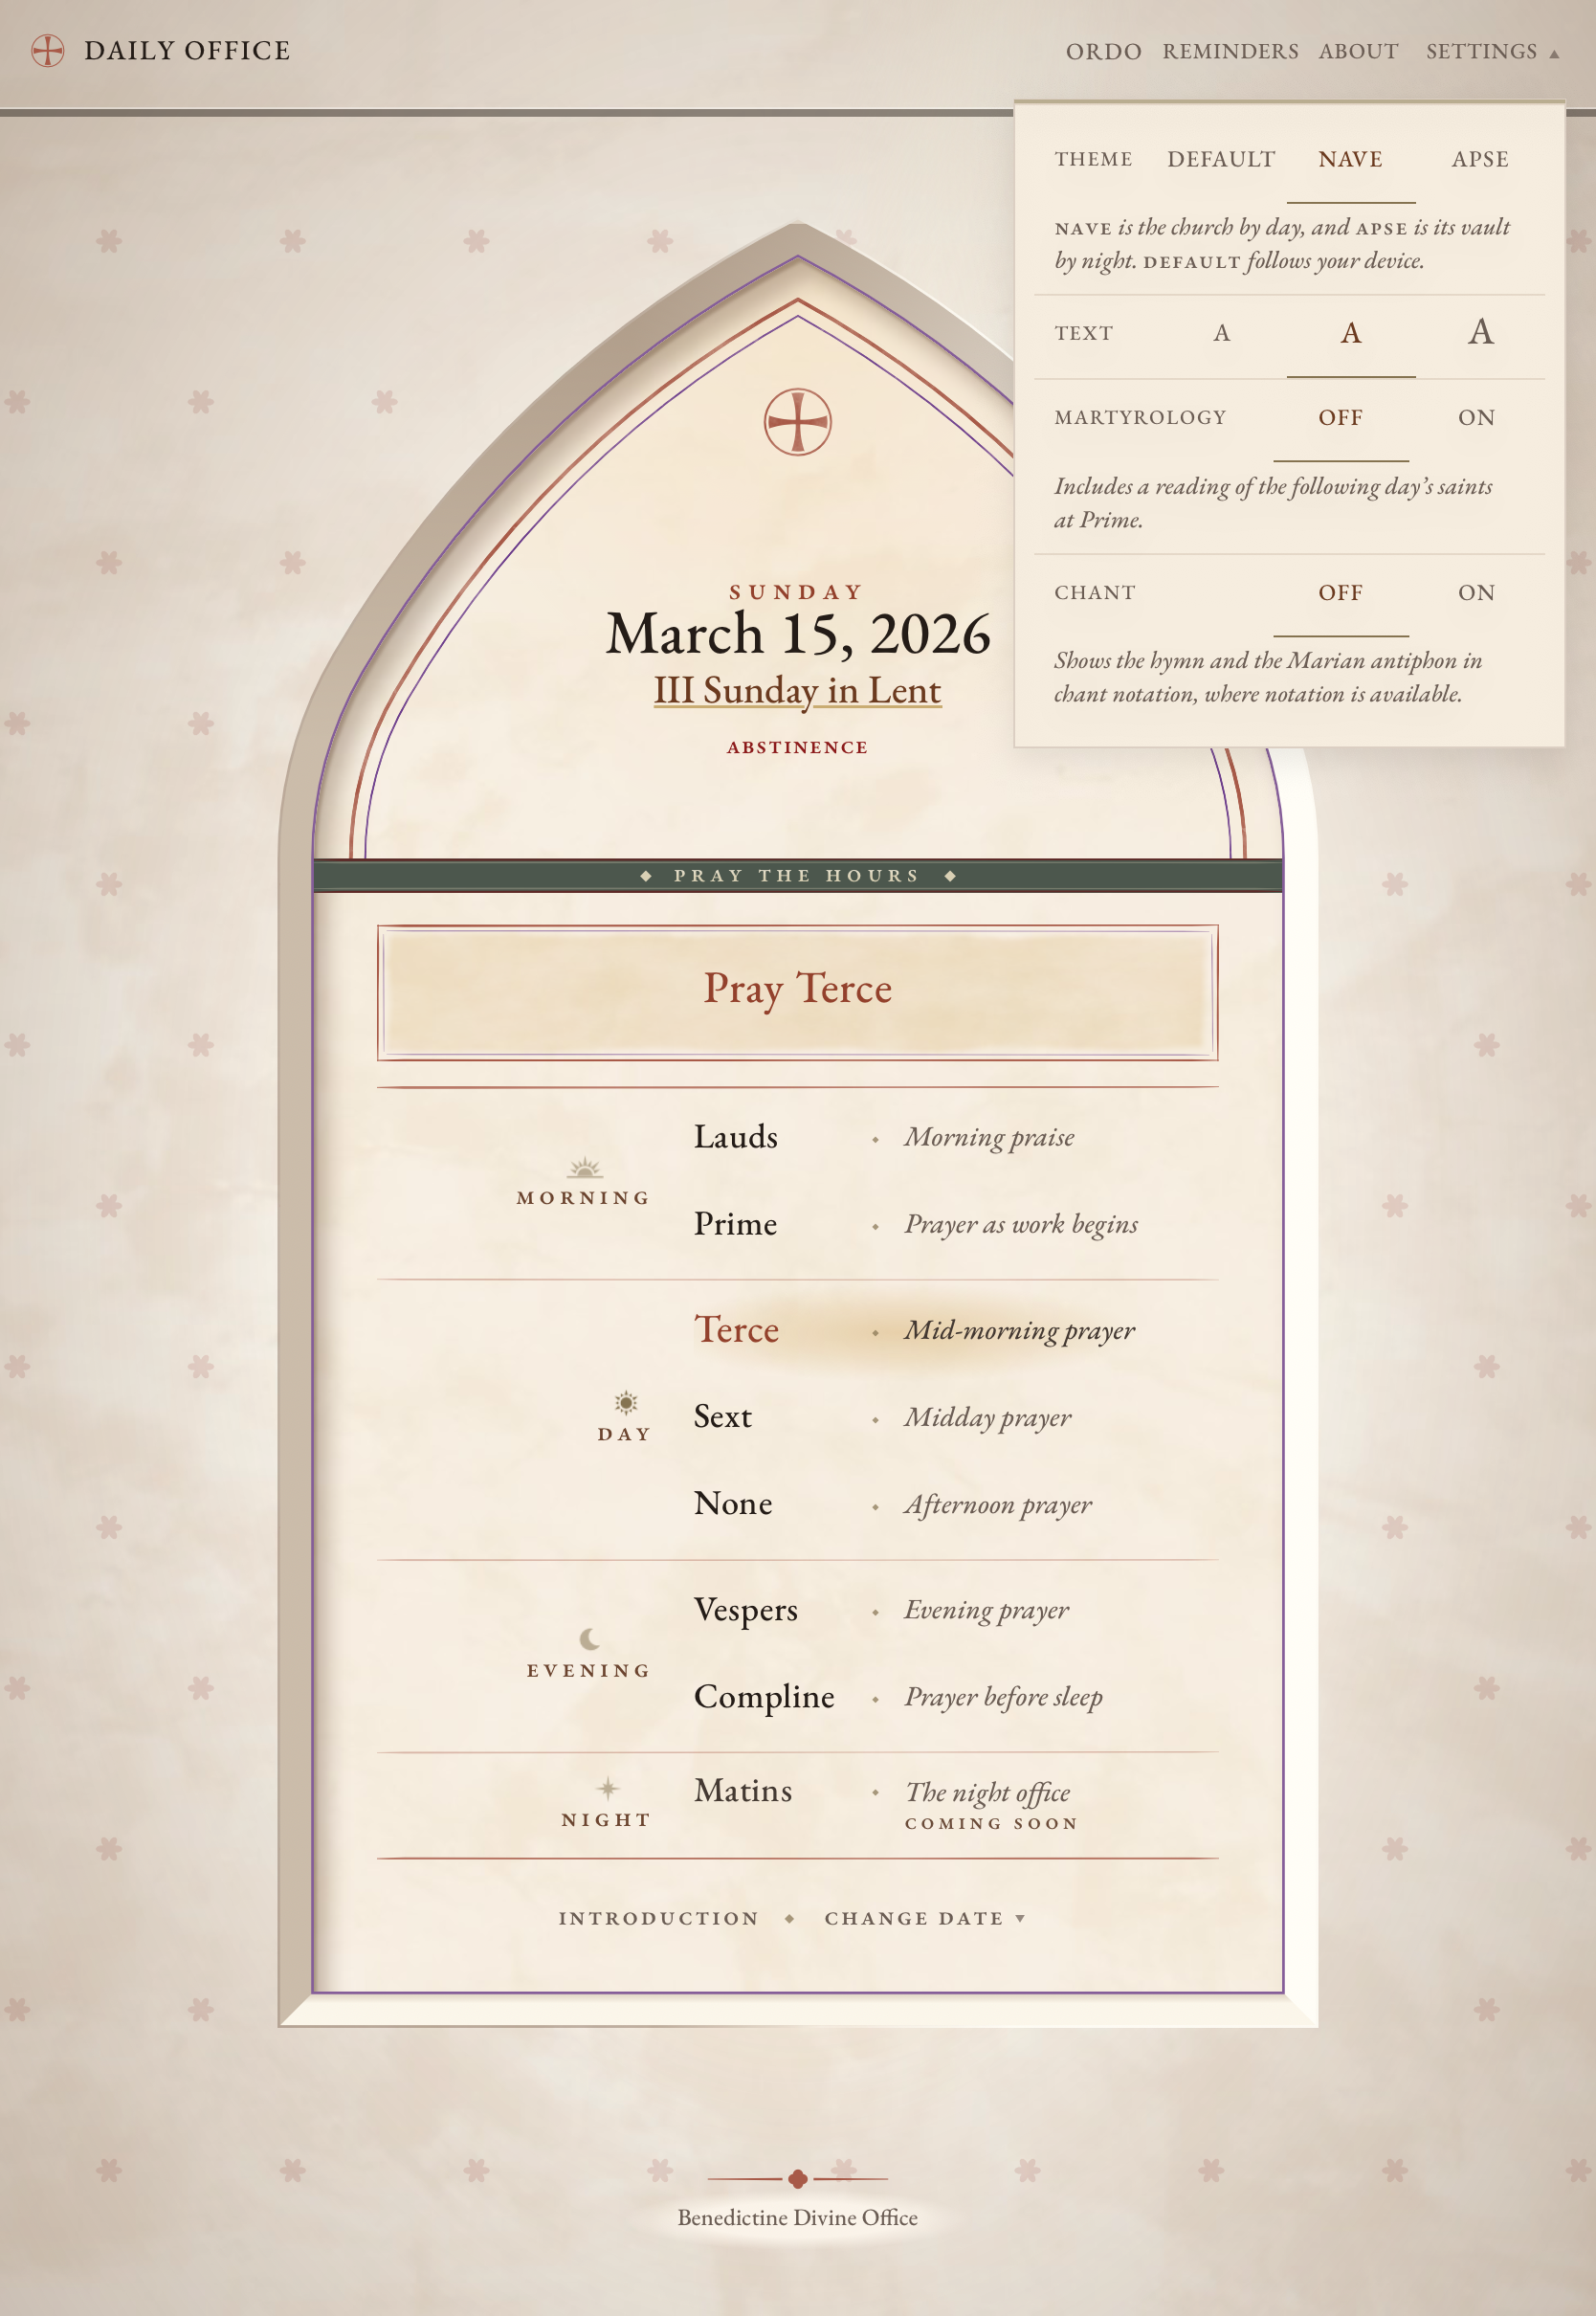 DAILY OFFICE
ORDO REMINDERS ABOUT SETTINGS
THEME DEFAULT NAVE APSE
NAVE is the church by day, and APSE is its vault
by night. DEFAULT follows your device.
TEXT A A A
MARTYROLOGY OFF ON
Includes a reading of the following day’s saints
at Prime.
CHANT OFF ON
Shows the hymn and the Marian antiphon in
chant notation, where notation is available.
SUNDAY
March 15, 2026
III Sunday in Lent
ABSTINENCE
PRAY THE HOURS
Pray Terce
MORNING
Lauds Morning praise
Prime Prayer as work begins
DAY
Terce Mid-morning prayer
Sext Midday prayer
None Afternoon prayer
EVENING
Vespers Evening prayer
Compline Prayer before sleep
NIGHT
Matins The night office
COMING SOON
INTRODUCTION CHANGE DATE
Benedictine Divine Office